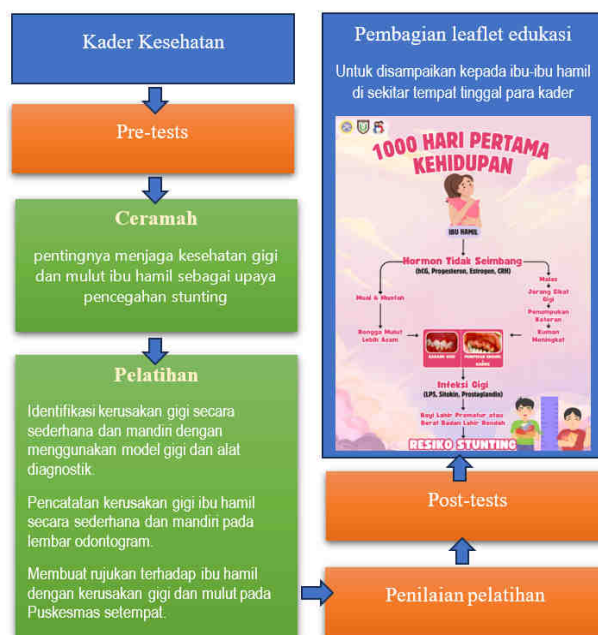 Kader Kesehatan
Pre-tests
Ceramah
pentingnya menjaga kesehatan gigi
dan mulut ibu hamil sebagai upaya
pencegahan stunting
Pelatihan
Identifikasi kerusakan gigi secara
sederhana dan mandiri dengan
menggunakan model gigi dan alat
diagnostik.
Pencatatan kerusakan gigi ibu hamil
secara sederhana dan mandiri pada
lembar odontogram.
Membuat rujukan terhadap ibu hamil
dengan kerusakan gigi dan mulut pada
Puskesmas setempat.
Penilaian pelatihan
Post-tests
Pembagian leaflet edukasi
Untuk disampaikan kepada ibu-ibu hamil
di sekitar tempat tinggal para kader
1000 HARI PERTAMA
KEHIDUPAN
IBU HAMIL
Hormon Tidak Seimbang
(hCG, Progesteron, Estrogen, CRH)
Mual & Muntah
Rongga Mulut
Lebih Asam
Malas
Jarang Sikat
Gigi
Penumpukan
Kotoran
Kuman
Meningkat
Infeksi Gigi
(LPS, Sitokin, Prostaglandin)
Bayi Lahir Prematur atau
Berat Badan Lahir Rendah
RESIKO STUNTING